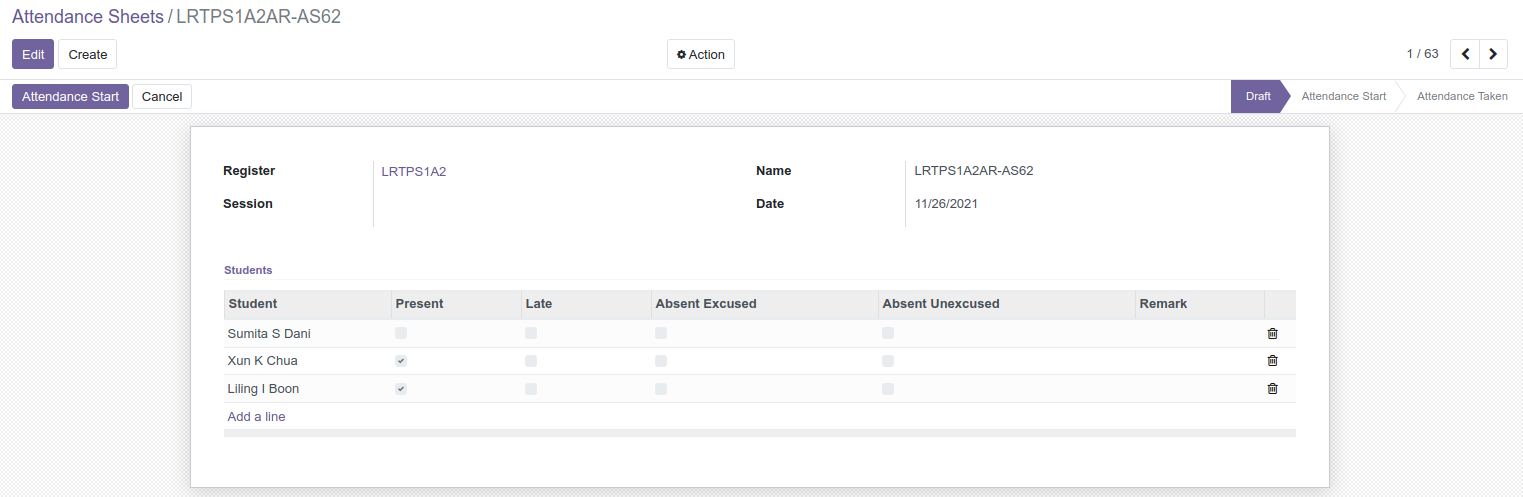 Attendance Sheets / LRTPS1A2AR-AS62
Edit Create Action 1 / 63
Attendance Start Cancel Draft Attendance Start Attendance Taken
Register LRTPS1A2 Name LRTPS1A2AR-AS62
Session Date 11/26/2021
Students
Student Present Late Absent Excused Absent Unexcused Remark
Sumita S Dani
Xun K Chua
Liling I Boon
Add a line